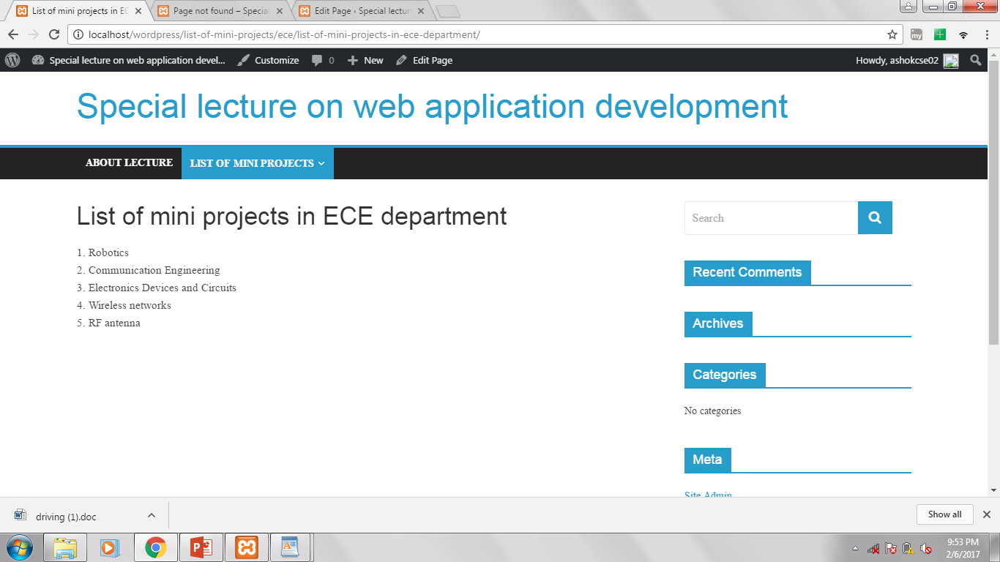 List of mini projects in EC
Page not found – Special
Edit Page ‹ Special lectur
localhost/wordpress/list-of-mini-projects/ece/list-of-mini-projects-in-ece-department/
my
Special lecture on web application devel... Customize 0 New Edit Page Howdy, ashokcse02
Special lecture on web application development
ABOUT LECTURE LIST OF MINI PROJECTS
List of mini projects in ECE department
1. Robotics
2. Communication Engineering
3. Electronics Devices and Circuits
4. Wireless networks
5. RF antenna
Search
Recent Comments
Archives
Categories
No categories
Meta
Site Admin
driving (1).doc
Show all
9:53 PM
2/6/2017